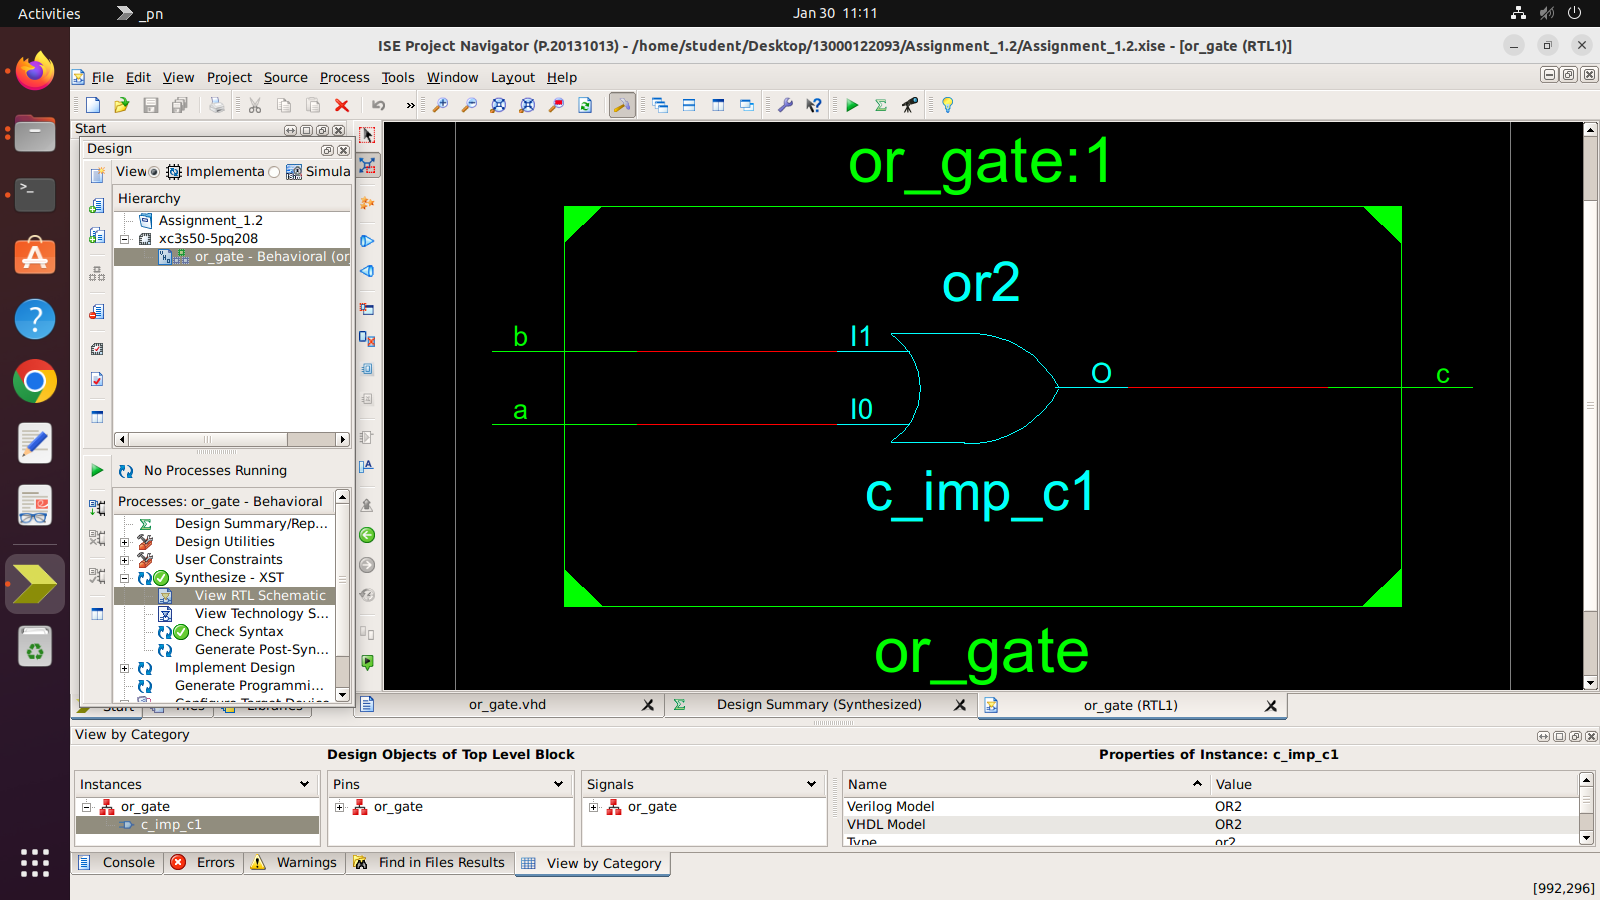 Activities
_pn
Jan 30 11:11
ISE Project Navigator (P.20131013) - /home/student/Desktop/13000122093/Assignment_1.2/Assignment_1.2.xise - [or_gate (RTL1)]
File Edit View Project Source Process Tools Window Layout Help
»
Start
Design
View Implementa Simula
Hierarchy
Assignment_1.2
xc3s50-5pq208
or_gate - Behavioral (or
No Processes Running
Processes: or_gate - Behavioral
Design Summary/Rep...
Design Utilities
User Constraints
Synthesize - XST
View RTL Schematic
View Technology S...
Check Syntax
Generate Post-Syn...
Implement Design
Generate Programmi...
Configure Target Device
Start Files Libraries
or_gate:1
or2
b
I1
a
I0
O
c
c_imp_c1
or_gate
or_gate.vhd
Design Summary (Synthesized)
or_gate (RTL1)
View by Category
Design Objects of Top Level Block
Properties of Instance: c_imp_c1
Instances
or_gate
c_imp_c1
Pins
or_gate
Signals
or_gate
Name Value
Verilog Model OR2
VHDL Model OR2
Type or2
Console Errors Warnings Find in Files Results View by Category
[992,296]